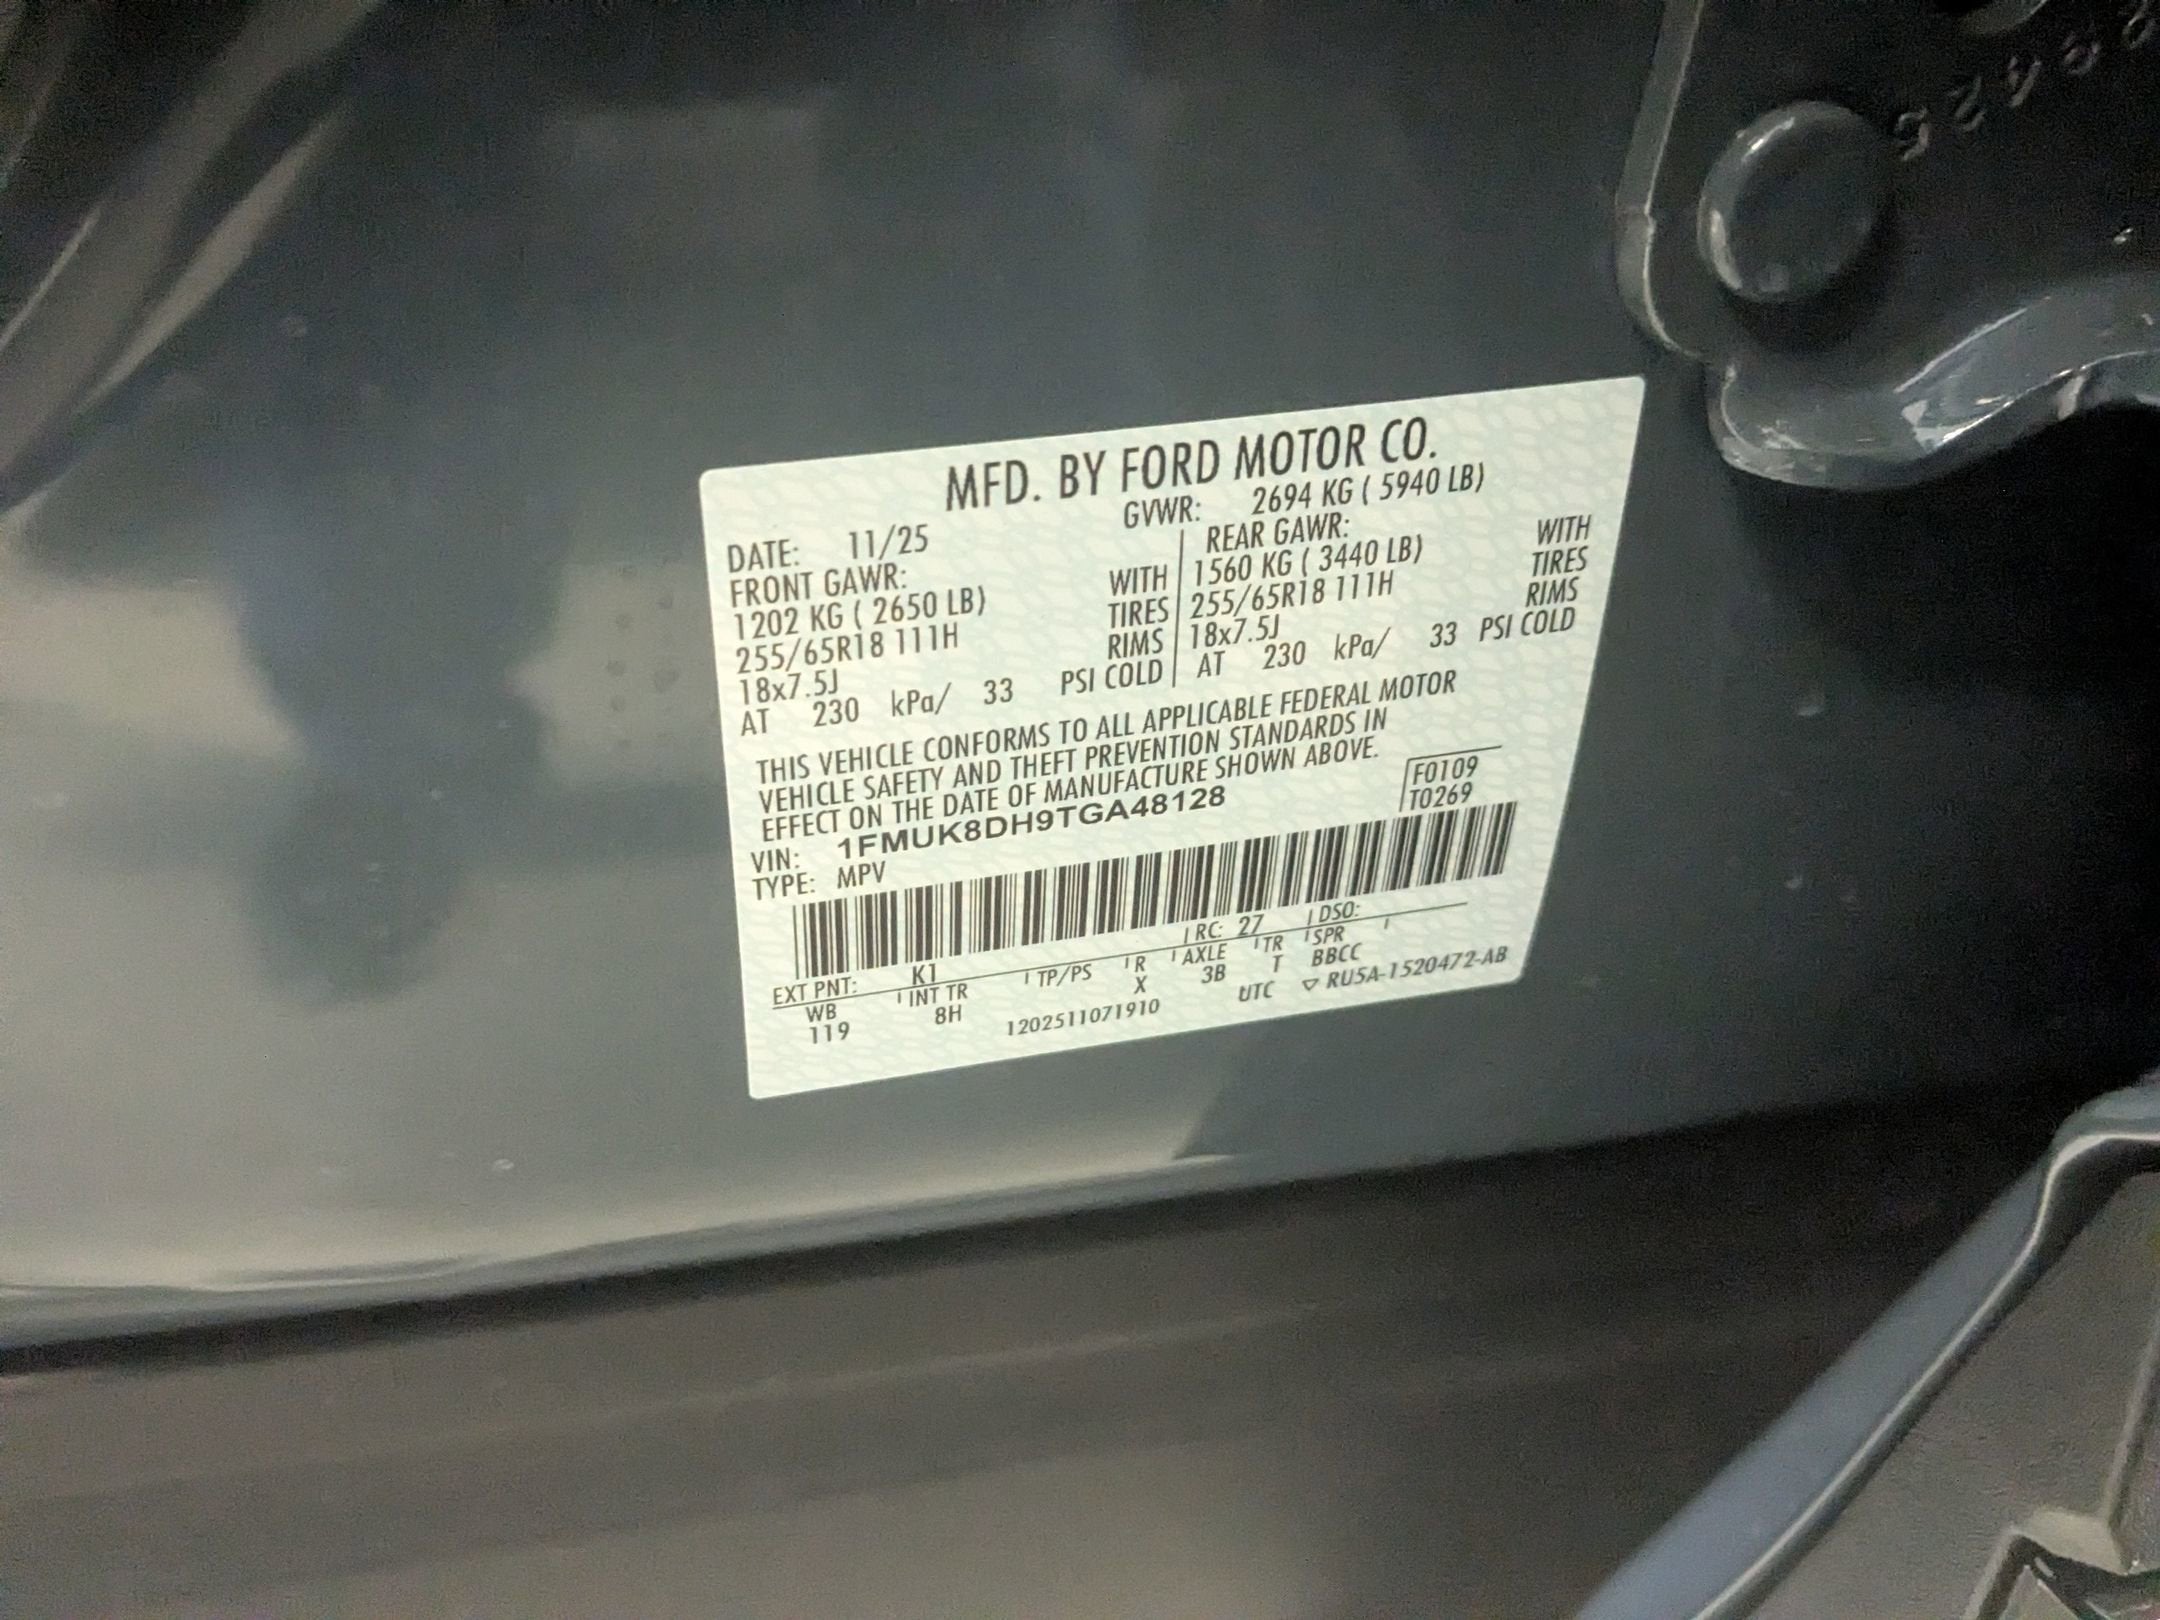 MFD. BY FORD MOTOR CO.
DATE: 11/25 GVWR: 2694 KG ( 5940 LB)
FRONT GAWR:
1202 KG ( 2650 LB) WITH
255/65R18 111H TIRES
18x7.5J RIMS
AT 230 kPa/ 33 PSI COLD
REAR GAWR:
1560 KG ( 3440 LB) WITH
255/65R18 111H TIRES
18x7.5J RIMS
AT 230 kPa/ 33 PSI COLD
THIS VEHICLE CONFORMS TO ALL APPLICABLE FEDERAL MOTOR
VEHICLE SAFETY AND THEFT PREVENTION STANDARDS IN
EFFECT ON THE DATE OF MANUFACTURE SHOWN ABOVE.
F0109
T0269
VIN: 1FMUK8DH9TGA48128
TYPE: MPV
EXT PNT: K1 RC: 27 DSO:
WB INT TR TP/PS R AXLE TR SPR
119 8H X 3B T BBCC
1202511071910 UTC ▽ RU5A-1520472-AB